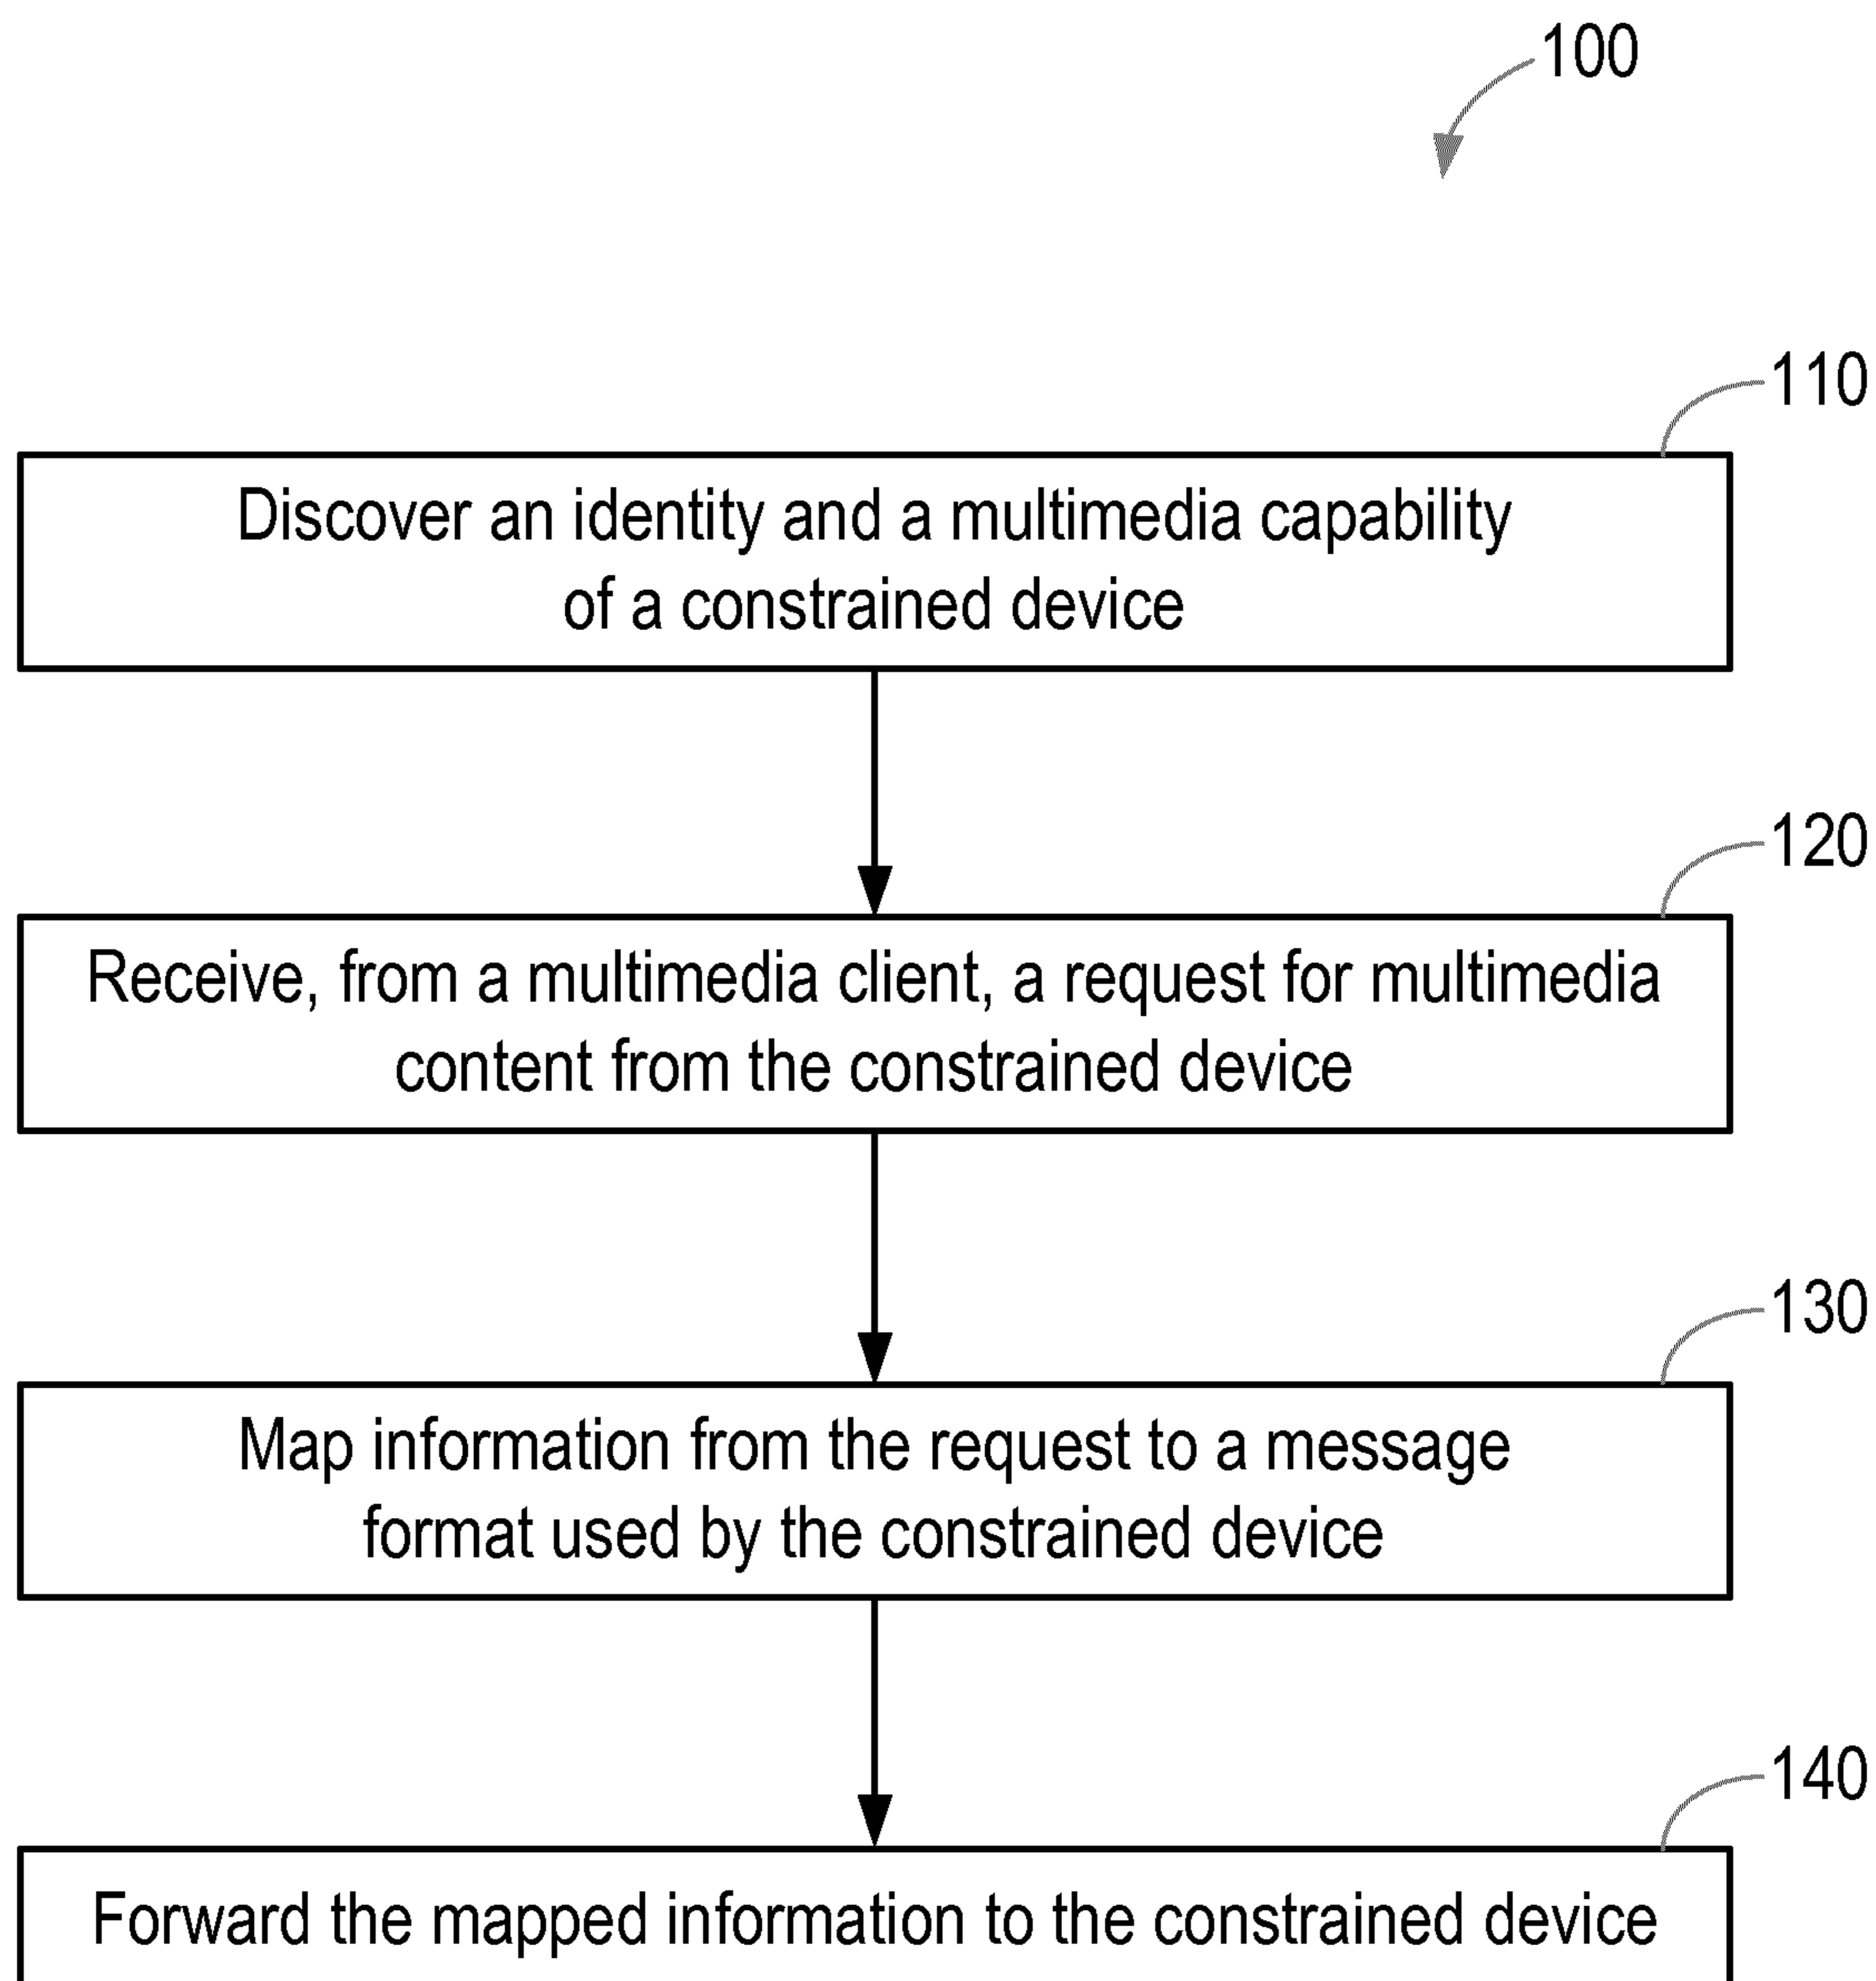 100
110
Discover an identity and a multimedia capability
of a constrained device
120
Receive, from a multimedia client, a request for multimedia
content from the constrained device
130
Map information from the request to a message
format used by the constrained device
140
Forward the mapped information to the constrained device